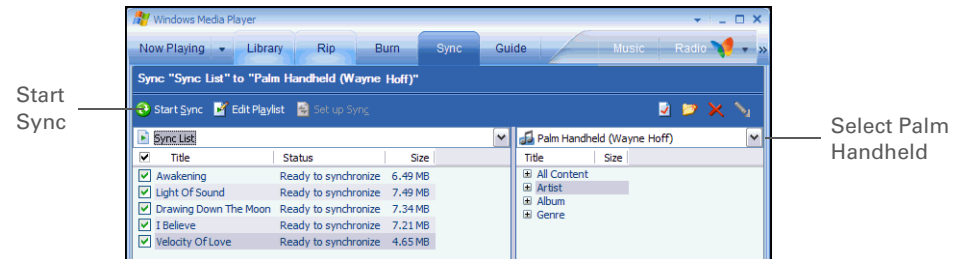 Windows Media Player
Now Playing Library Rip Burn Sync Guide Music Radio
Sync "Sync List" to "Palm Handheld (Wayne Hoff)"
Start Sync
Start Sync Edit Playlist Set up Sync
Select Palm Handheld
Sync List Palm Handheld (Wayne Hoff)
Title Status Size Title Size
Awakening Ready to synchronize 6.49 MB All Content
Light Of Sound Ready to synchronize 7.49 MB Artist
Drawing Down The Moon Ready to synchronize 7.34 MB Album
I Believe Ready to synchronize 7.21 MB Genre
Velocity Of Love Ready to synchronize 4.65 MB